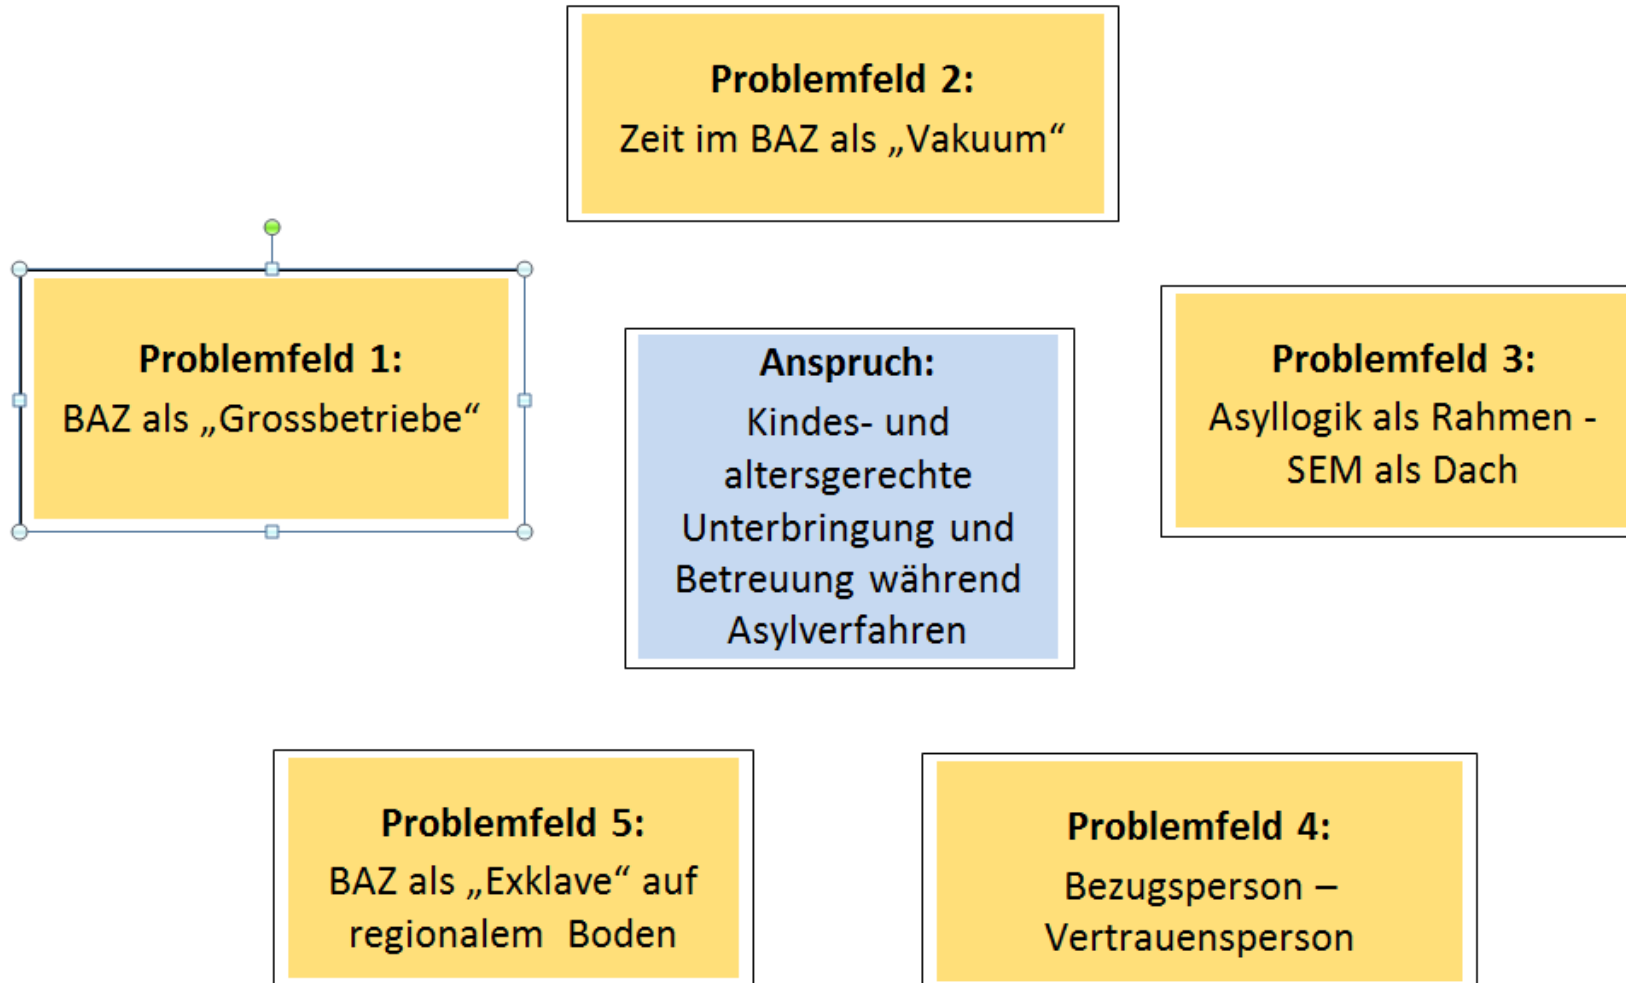 Problemfeld 2:
Zeit im BAZ als „Vakuum“
Problemfeld 1:
BAZ als „Grossbetriebe“
Anspruch:
Kindes- und
altersgerechte
Unterbringung und
Betreuung während
Asylverfahren
Problemfeld 3:
Asyllogik als Rahmen -
SEM als Dach
Problemfeld 5:
BAZ als „Exklave“ auf
regionalem Boden
Problemfeld 4:
Bezugsperson –
Vertrauensperson